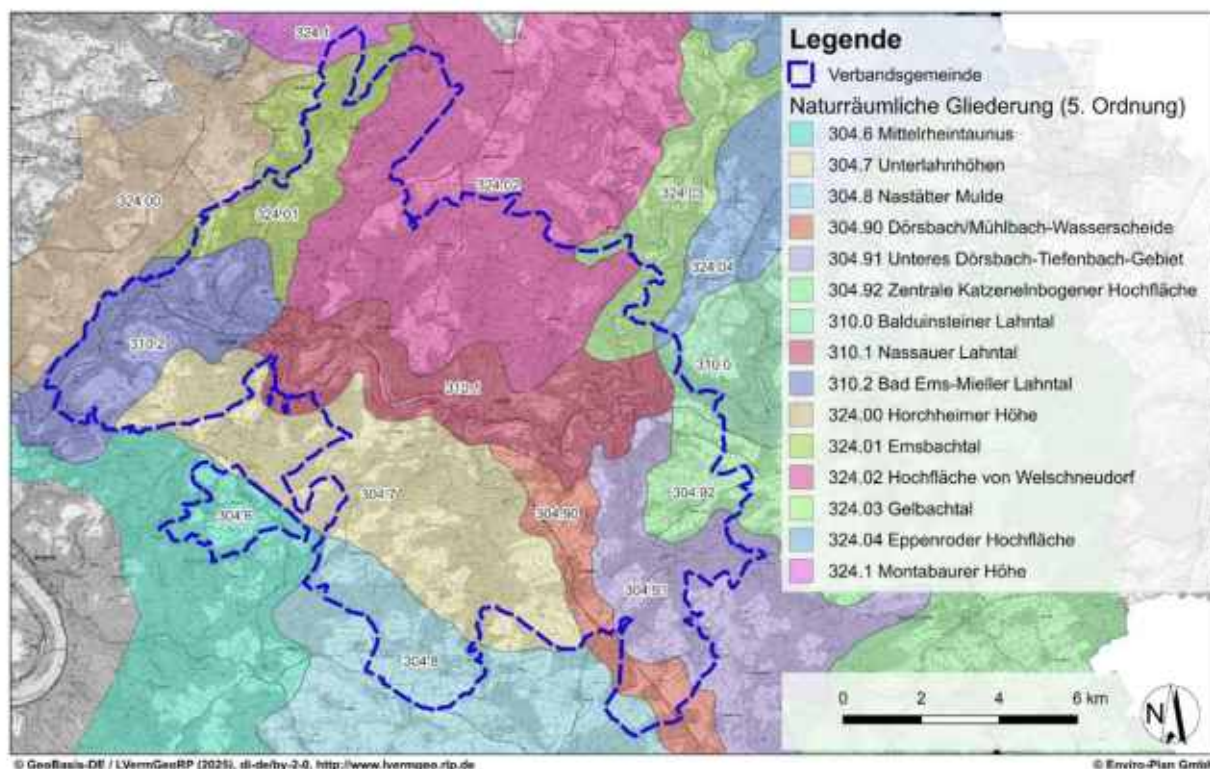 Legende
Verbandsgemeinde
Naturräumliche Gliederung (5. Ordnung)
304.6 Mittelrheintaunus
304.7 Unterlahnhöhen
304.8 Nastätter Mulde
304.90 Dörsbach/Mühlbach-Wasserscheide
304.91 Unteres Dörsbach-Tiefenbach-Gebiet
304.92 Zentrale Katzenelnbogener Hochfläche
310.0 Balduinsteiner Lahntal
310.1 Nassauer Lahntal
310.2 Bad Ems-Mieller Lahntal
324.00 Horchheimer Höhe
324.01 Emsbachtal
324.02 Hochfläche von Welschneudorf
324.03 Gelbachtal
324.04 Eppenroder Hochfläche
324.1 Montabaurer Höhe
324.1
324.00
324.01
324.02
324.03
324.04
310.2
310.1
310.0
304.7
304.6
304.90
304.92
304.91
304.8
0 2 4 6 km
N
© GeoBasis-DE / LVermGeoRP (2025), dl-de/by-2-0, http://www.lvermgeo.rlp.de
© Enviro-Plan GmbH